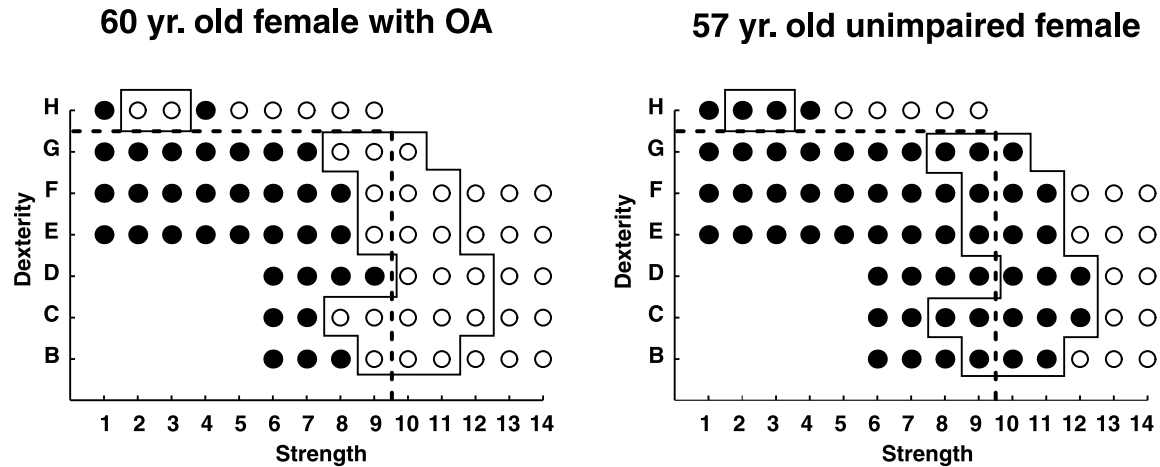 60 yr. old female with OA
57 yr. old unimpaired female
H
G
F
E
D
C
B
Dexterity
1 2 3 4 5 6 7 8 9 10 11 12 13 14
Strength
H
G
F
E
D
C
B
Dexterity
1 2 3 4 5 6 7 8 9 10 11 12 13 14
Strength